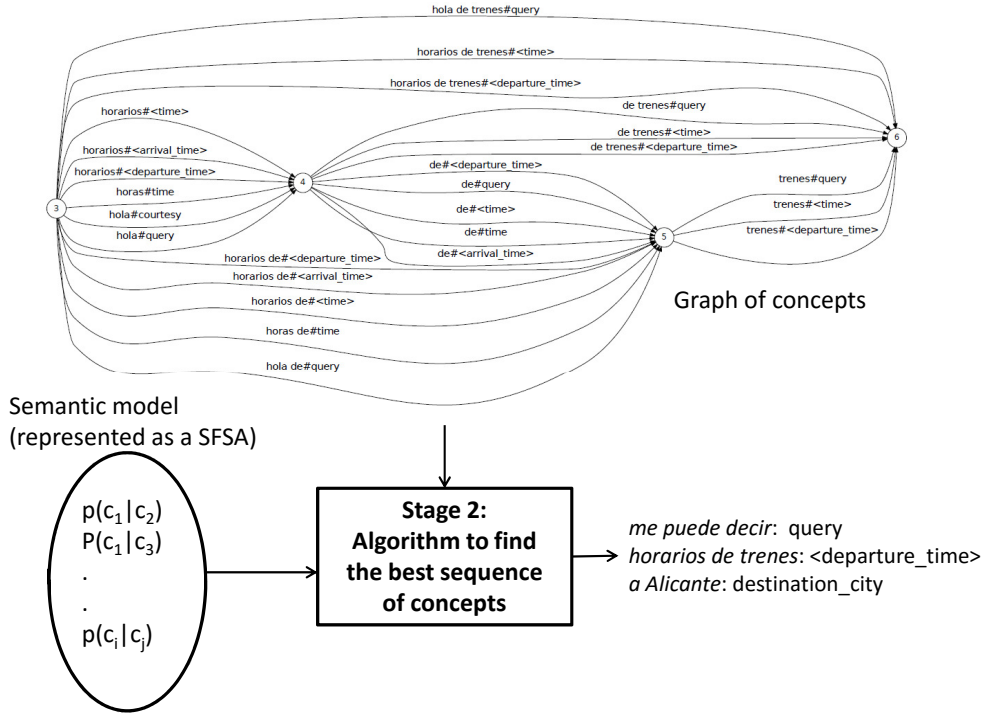 hola de trenes#query
horarios de trenes#<time>
horarios de trenes#<departure_time>
de trenes#query
horarios#<time>
6
de trenes#<time>
de trenes#<departure_time>
horarios#<arrival_time>
de#<departure_time>
horarios#<departure_time>
4
trenes#query
de#query
horas#time
3
trenes#<time>
de#<time>
hola#courtesy
trenes#<departure_time>
de#time
hola#query
5
de#<arrival_time>
horarios de#<departure_time>
horarios de#<arrival_time>
horarios de#<time>
Graph of concepts
horas de#time
hola de#query
Semantic model
(represented as a SFSA)
p(c1|c2)
P(c1|c3)
.
.
p(ci|cj)
Stage 2:
Algorithm to find
the best sequence
of concepts
me puede decir: query
horarios de trenes: <departure_time>
a Alicante: destination_city